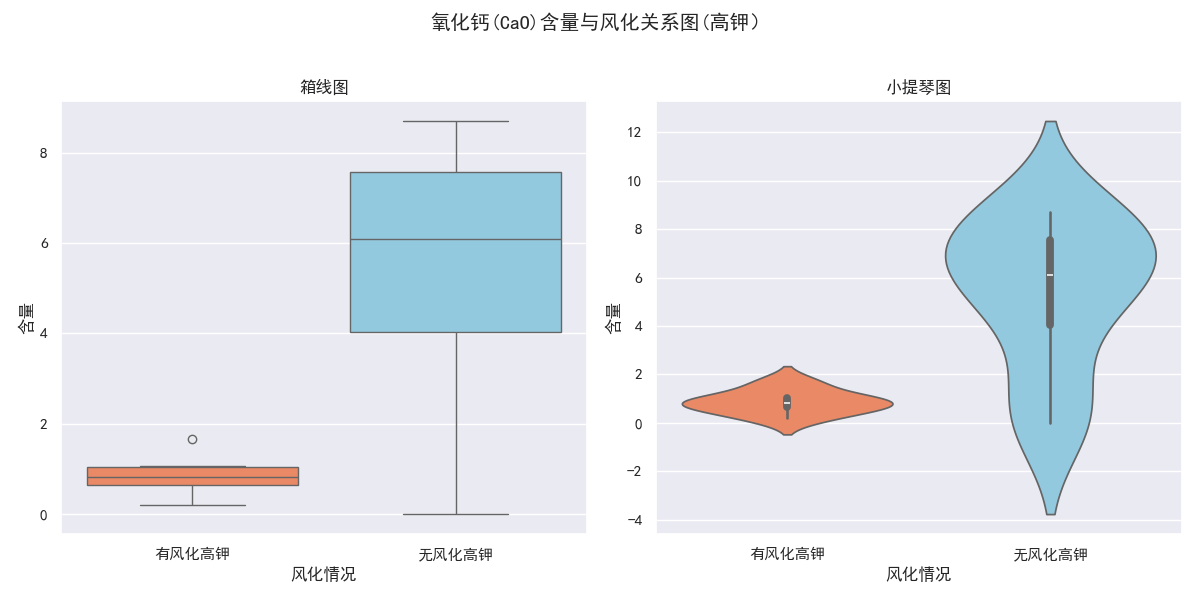 氧化钙(CaO)含量与风化关系图(高钾)
箱线图
含量
8
6
4
2
0
有风化高钾
无风化高钾
风化情况
小提琴图
含量
12
10
8
6
4
2
0
−2
−4
有风化高钾
无风化高钾
风化情况